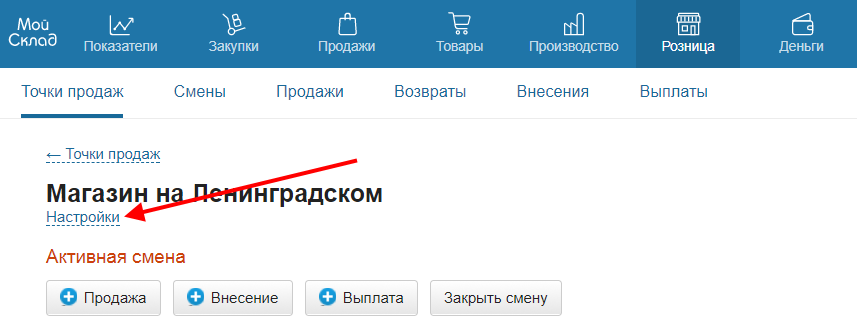 Мой Склад
Показатели Закупки Продажи Товары Производство Розница Деньги
Точки продаж Смены Продажи Возвраты Внесения Выплаты
← Точки продаж
Магазин на Ленинградском
Настройки
Активная смена
Продажа Внесение Выплата Закрыть смену